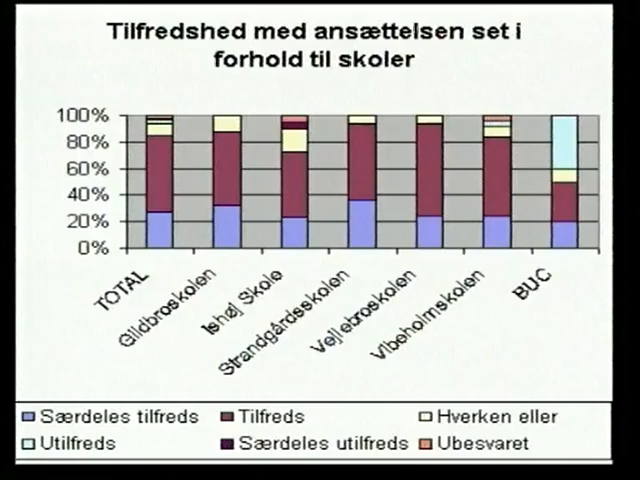 Tilfredshed med ansættelsen set i
forhold til skoler
100%
80%
60%
40%
20%
0%
TOTAL
Gildbroskolen
Ishøj Skole
Strandgårdsskolen
Vejlebroskolen
Vibeholmskolen
BUC
Særdeles tilfreds
Tilfreds
Hverken eller
Utilfreds
Særdeles utilfreds
Ubesvaret